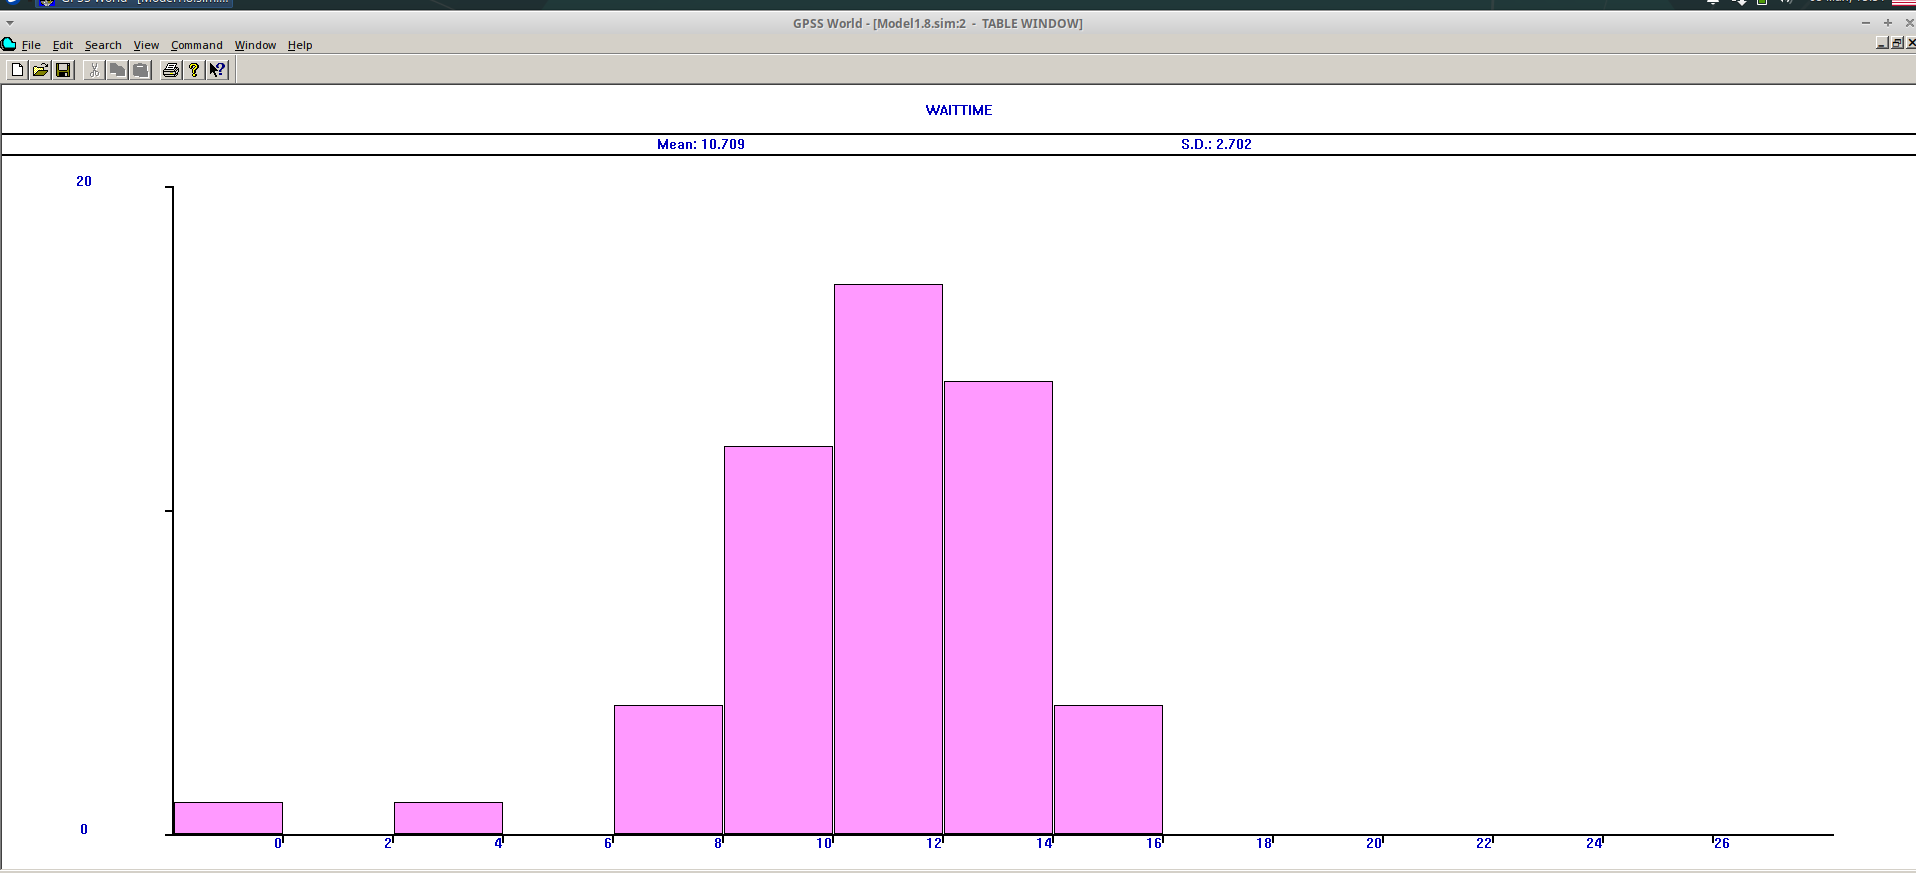 GPSS World - [Model1.8.sim:2 - TABLE WINDOW]
File Edit Search View Command Window Help
WAITTIME
Mean: 10.709 S.D.: 2.702
20
0
0 2 4 6 8 10 12 14 16 18 20 22 24 26